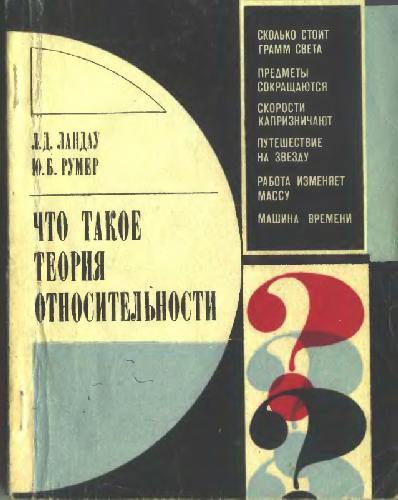 Л.Д. ЛАНДАУ
Ю.Б. РУМЕР
ЧТО ТАКОЕ
ТЕОРИЯ
ОТНОСИТЕЛЬНОСТИ
СКОЛЬКО СТОИТ
ГРАММ СВЕТА
ПРЕДМЕТЫ
СОКРАЩАЮТСЯ
СКОРОСТИ
КАПРИЗНИЧАЮТ
ПУТЕШЕСТВИЕ
НА ЗВЕЗДУ
РАБОТА ИЗМЕНЯЕТ
МАССУ
МАШИНА ВРЕМЕНИ
???